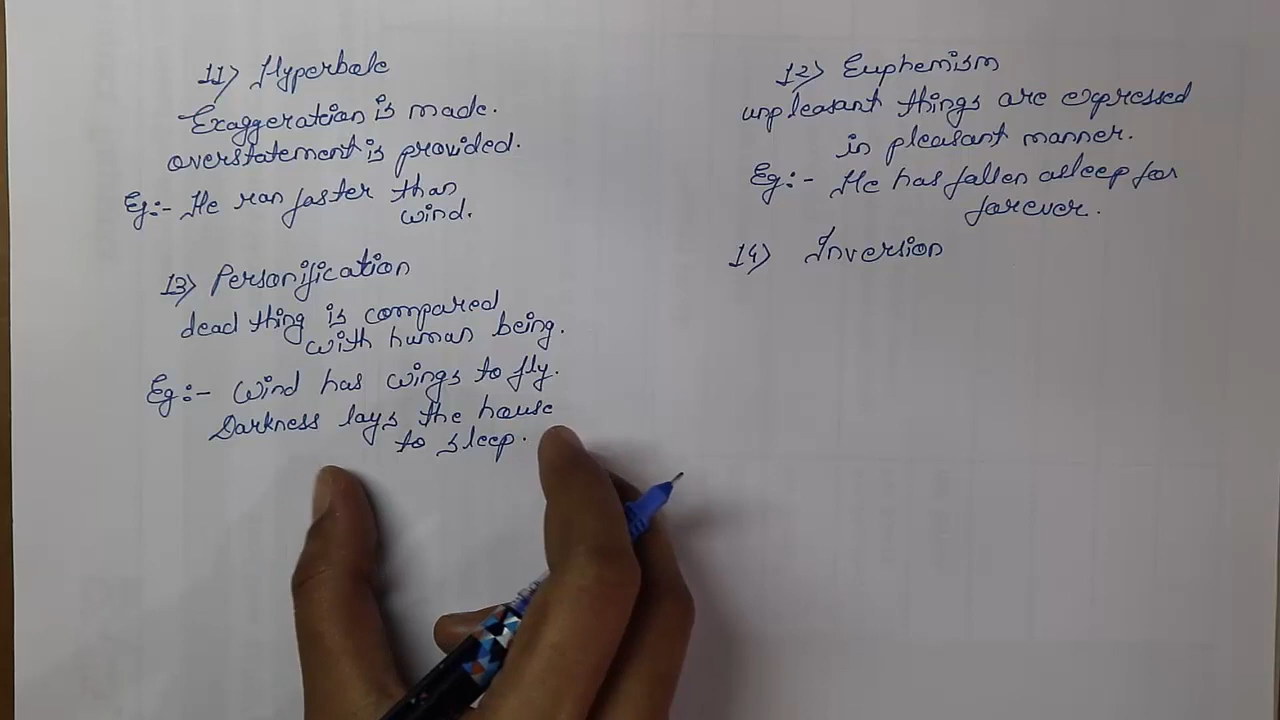 11) Hyperbole
Exaggeration is made.
overstatement is provided.
Eg:- He ran faster than
wind.
13) Personification
dead thing is compared
with human being.
Eg:- Wind has wings to fly.
Darkness lays the house
to sleep.
12) Euphemism
unpleasant things are expressed
in pleasant manner.
Eg:- He has fallen asleep for
forever.
14) Inversion